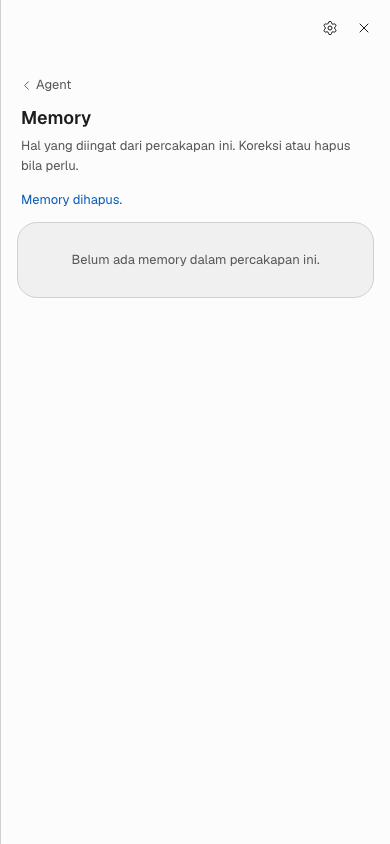 Agent
Memory
Hal yang diingat dari percakapan ini. Koreksi atau hapus
bila perlu.
Memory dihapus.
Belum ada memory dalam percakapan ini.